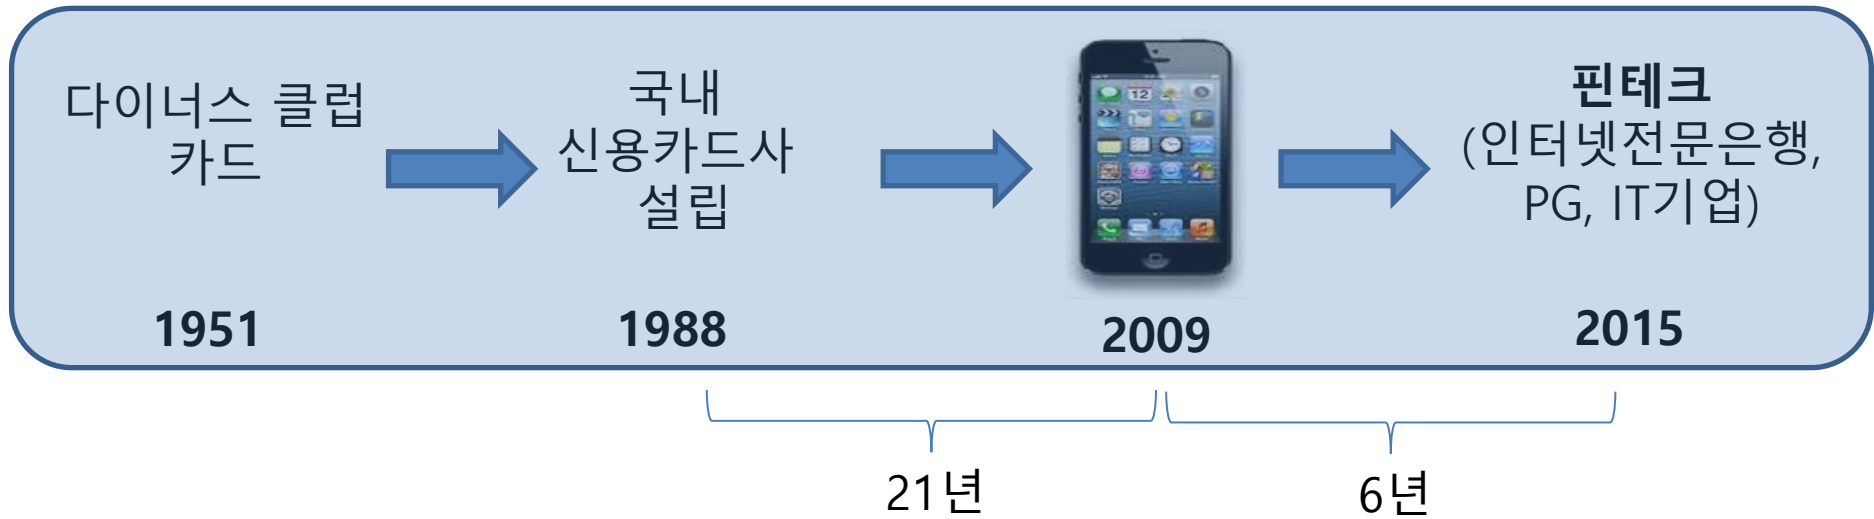 다이너스 클럽
카드
1951
국내
신용카드사
설립
1988
12
2009
핀테크
(인터넷전문은행,
PG, IT기업)
2015
21년
6년